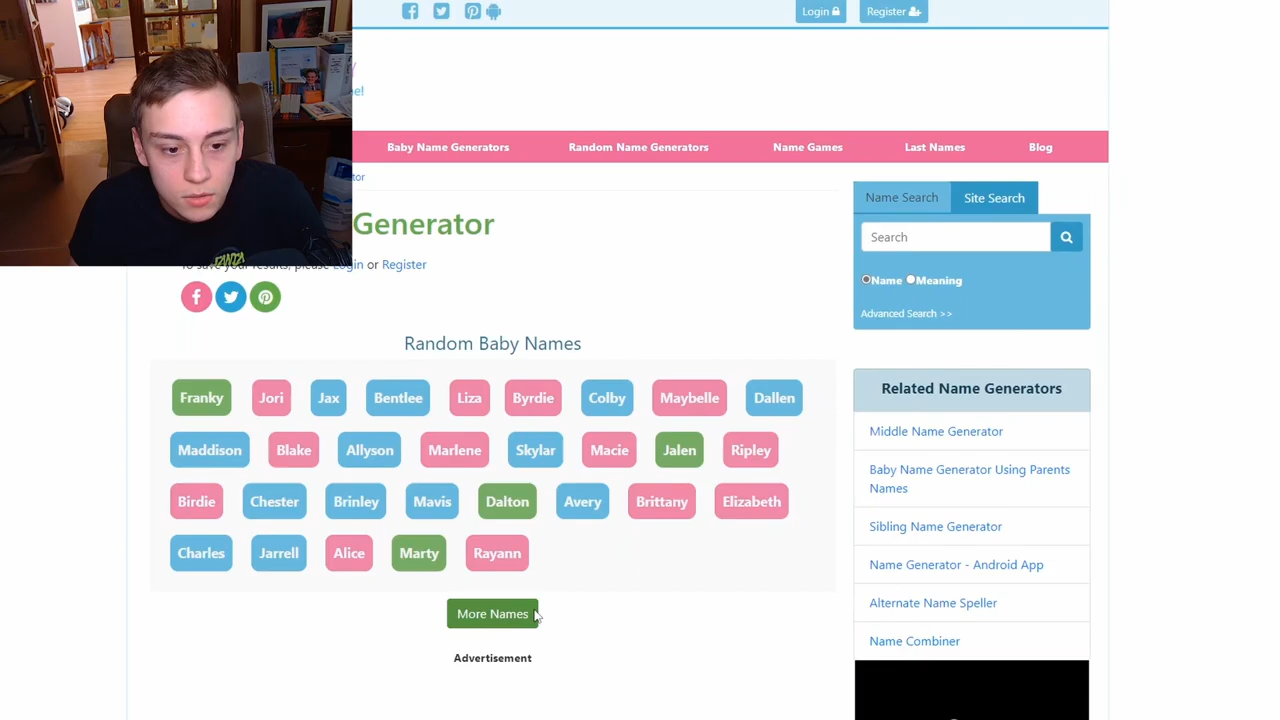 Login
Register
e!
Baby Name Generators
Random Name Generators
Name Games
Last Names
Blog
Generator
To save your results, please Login or Register
Name Search
Site Search
Search
Name
Meaning
Advanced Search >>
Random Baby Names
Franky Jori Jax Bentlee Liza Byrdie Colby Maybelle Dallen
Maddison Blake Allyson Marlene Skylar Macie Jalen Ripley
Birdie Chester Brinley Mavis Dalton Avery Brittany Elizabeth
Charles Jarrell Alice Marty Rayann
More Names
Advertisement
Related Name Generators
Middle Name Generator
Baby Name Generator Using Parents
Names
Sibling Name Generator
Name Generator - Android App
Alternate Name Speller
Name Combiner